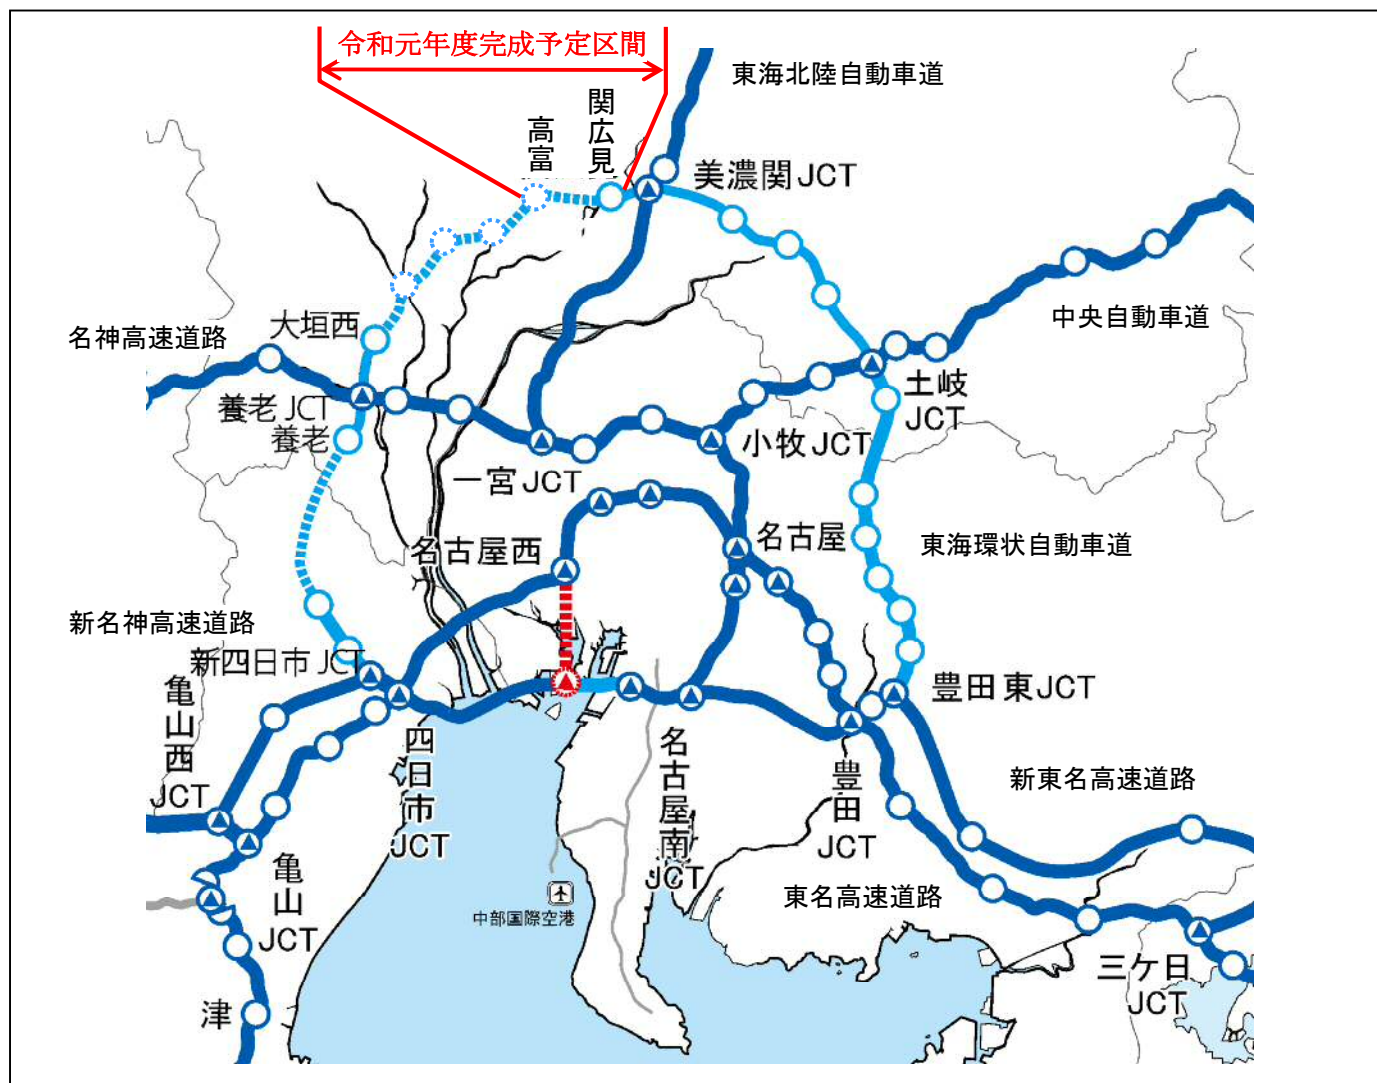 令和元年度完成予定区間
東海北陸自動車道
関広見
高富
美濃関JCT
中央自動車道
大垣西
名神高速道路
養老JCT
養老
土岐
JCT
小牧JCT
一宮JCT
名古屋西
名古屋
東海環状自動車道
新名神高速道路
新四日市JCT
亀山西
JCT
豊田東JCT
四日市
JCT
名古屋南
JCT
豊田
JCT
新東名高速道路
亀山
JCT
東名高速道路
中部国際空港
三ケ日
JCT
津